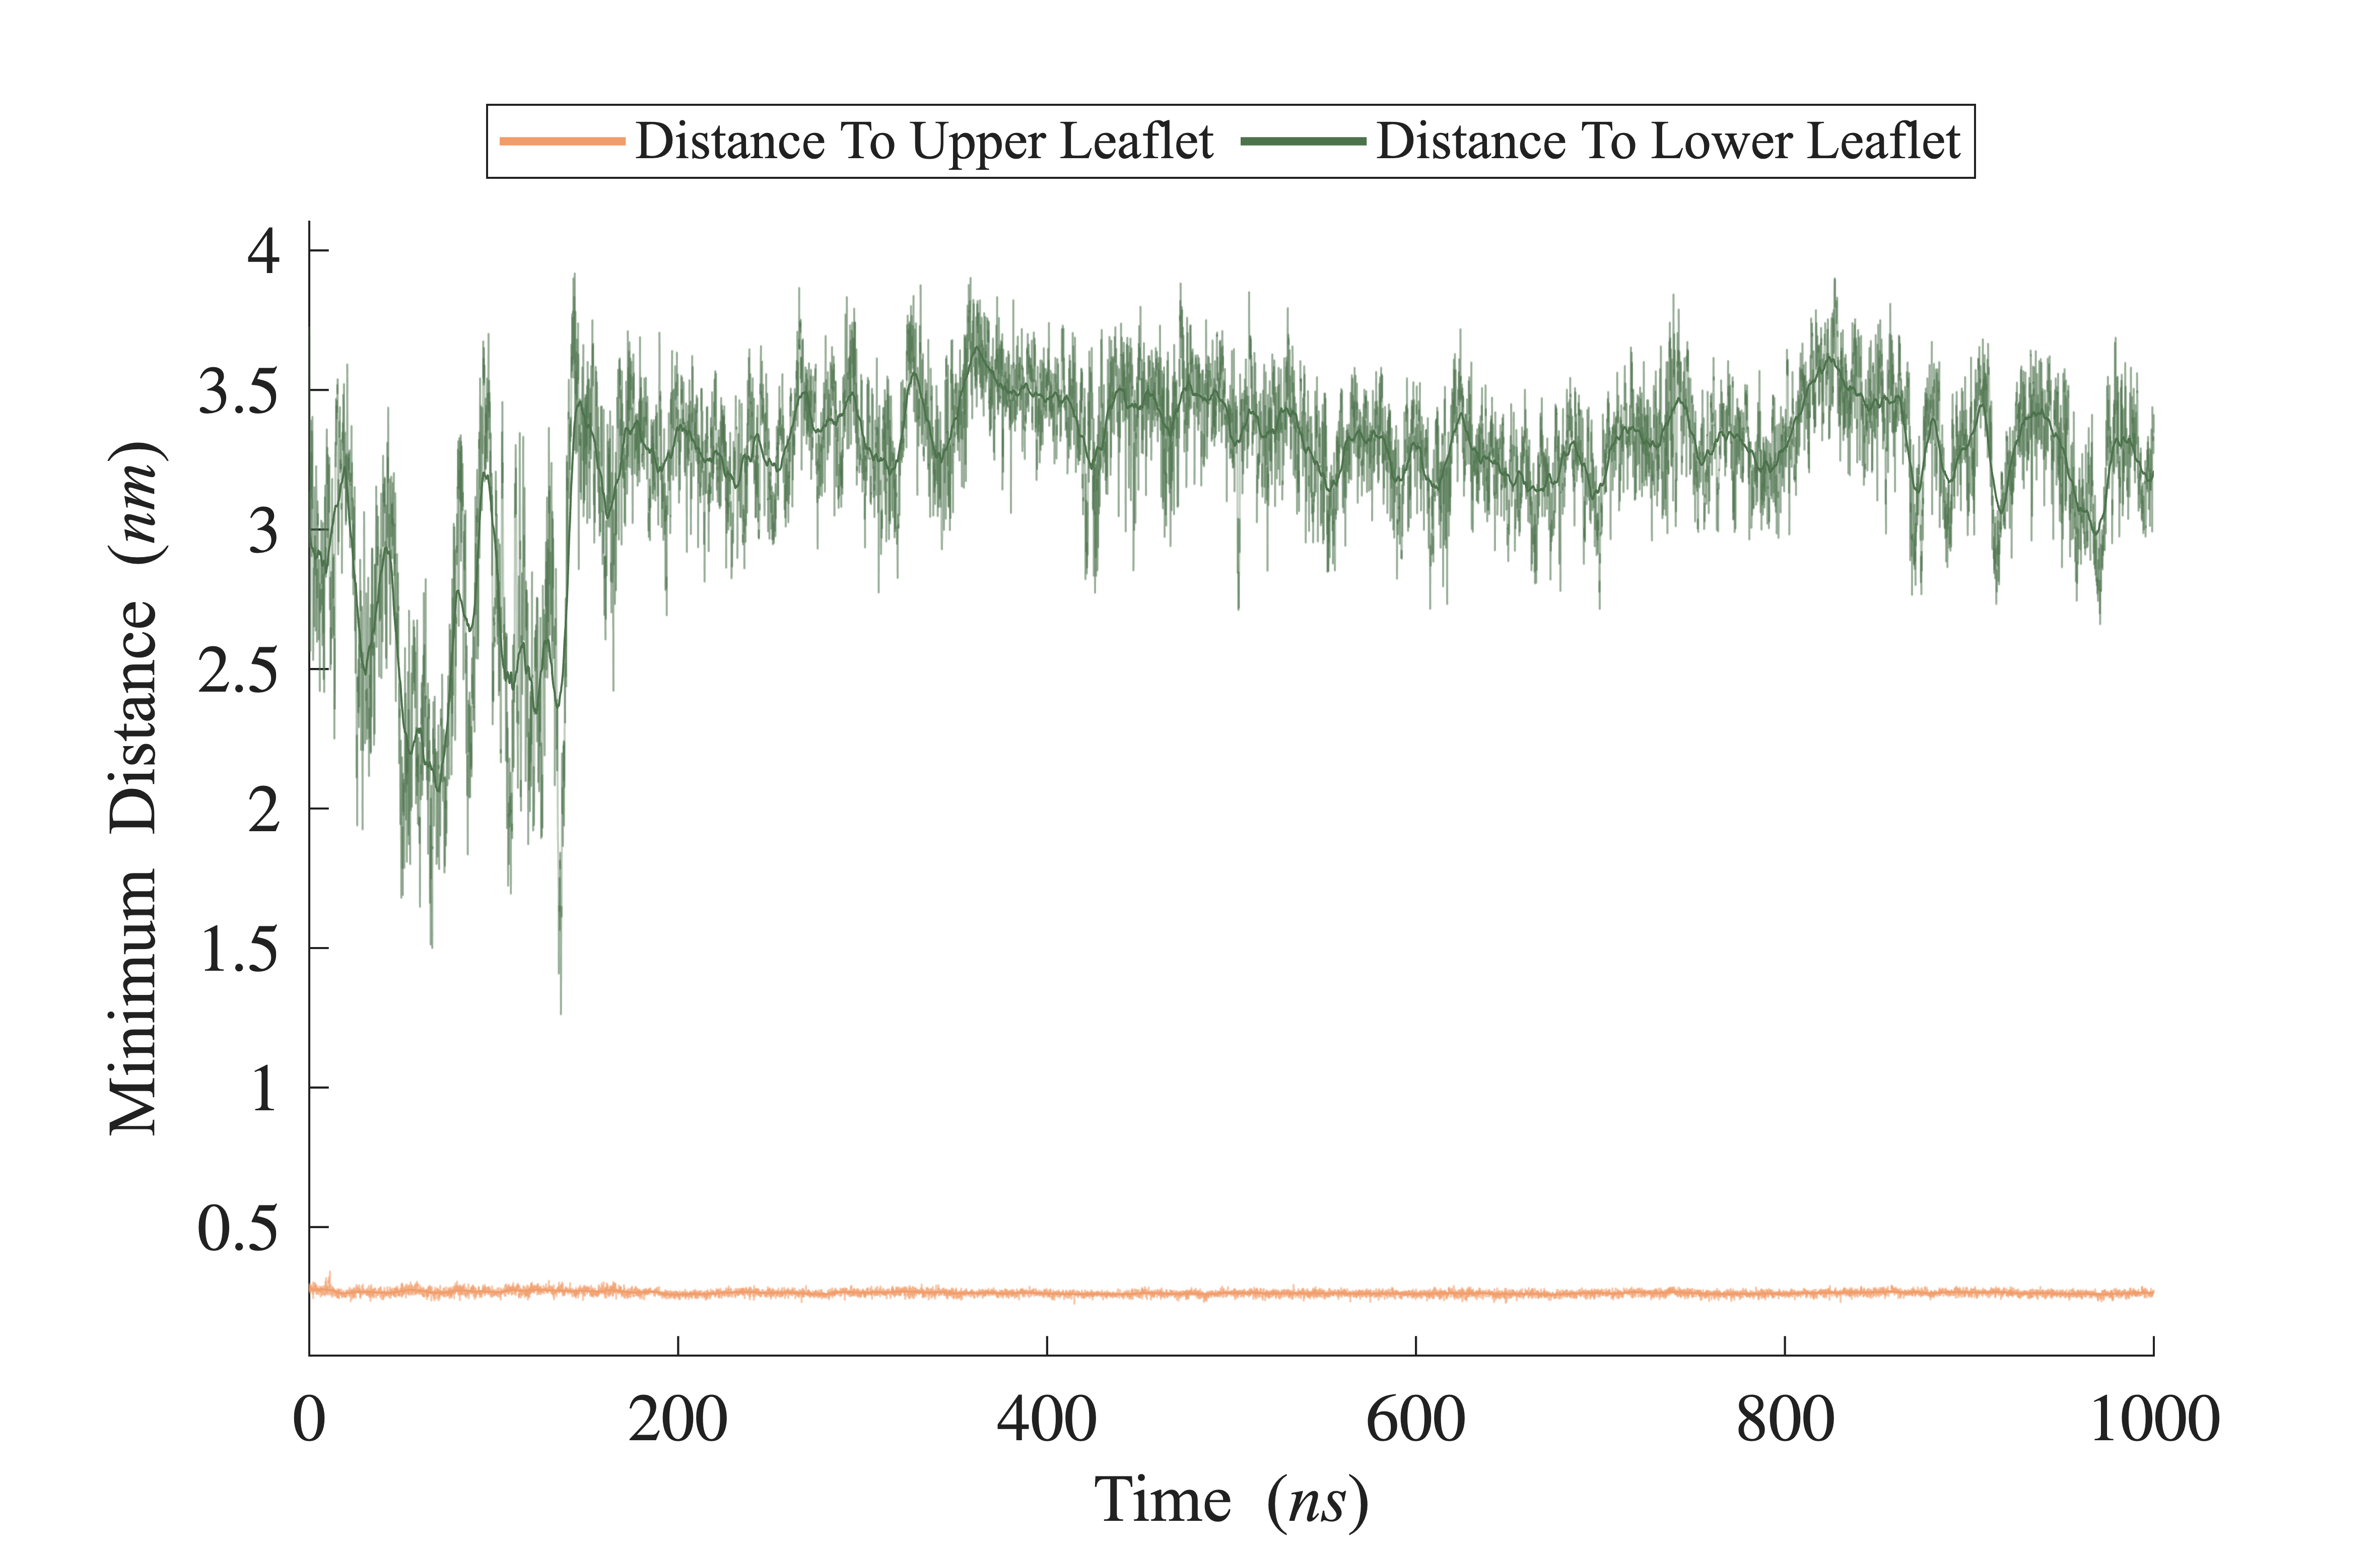 Distance To Upper Leaflet Distance To Lower Leaflet
4
3.5
3
2.5
2
1.5
1
0.5
Minimum Distance (nm)
0 200 400 600 800 1000
Time (ns)